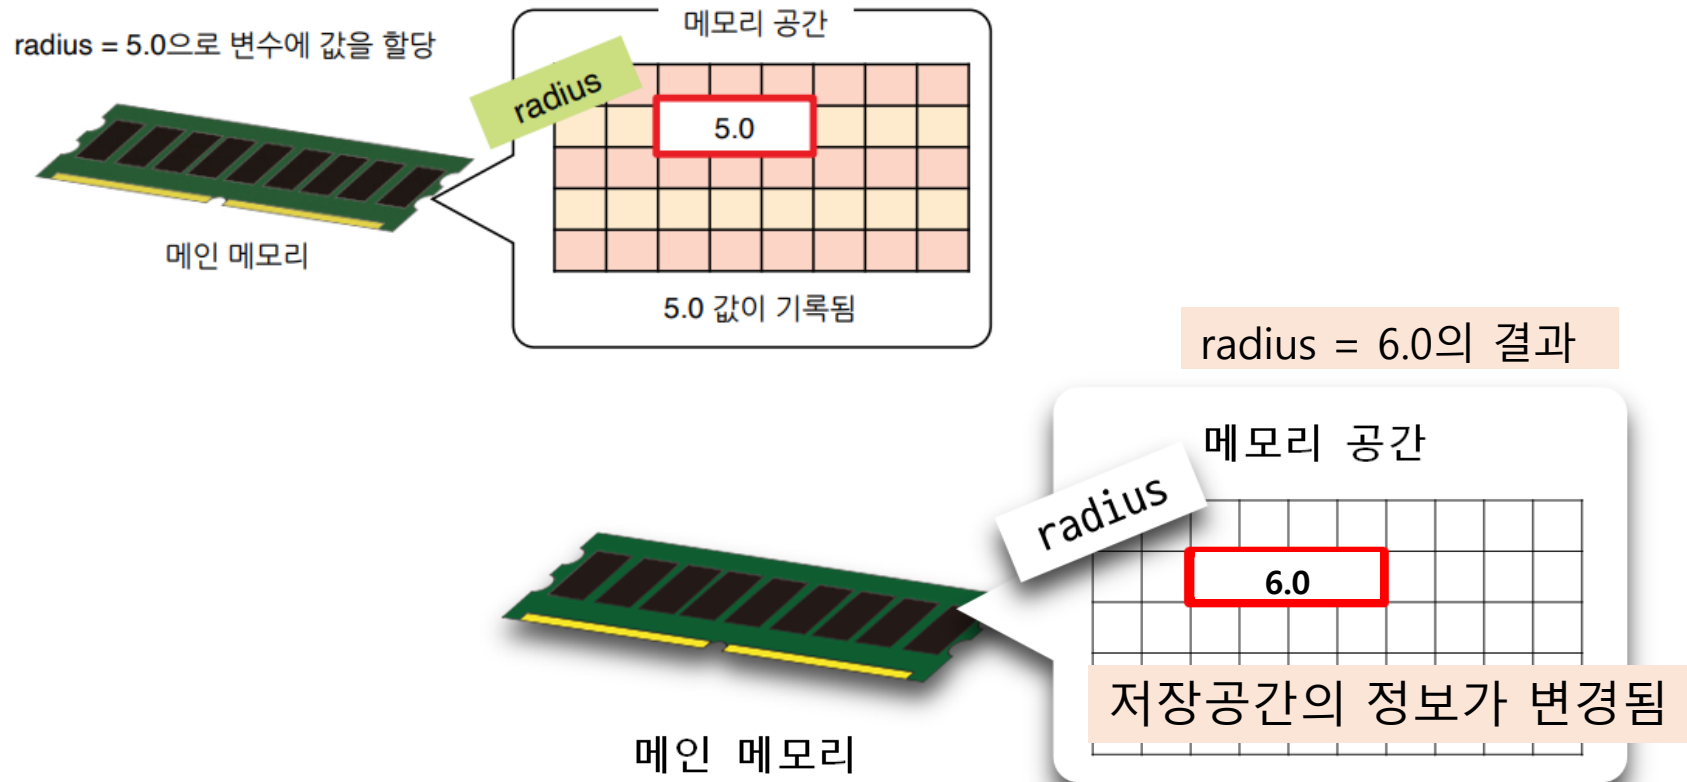 radius = 5.0으로 변수에 값을 할당
메모리 공간
radius
5.0
메인 메모리
5.0 값이 기록됨
radius = 6.0의 결과
메모리 공간
radius
6.0
저장공간의 정보가 변경됨
메인 메모리